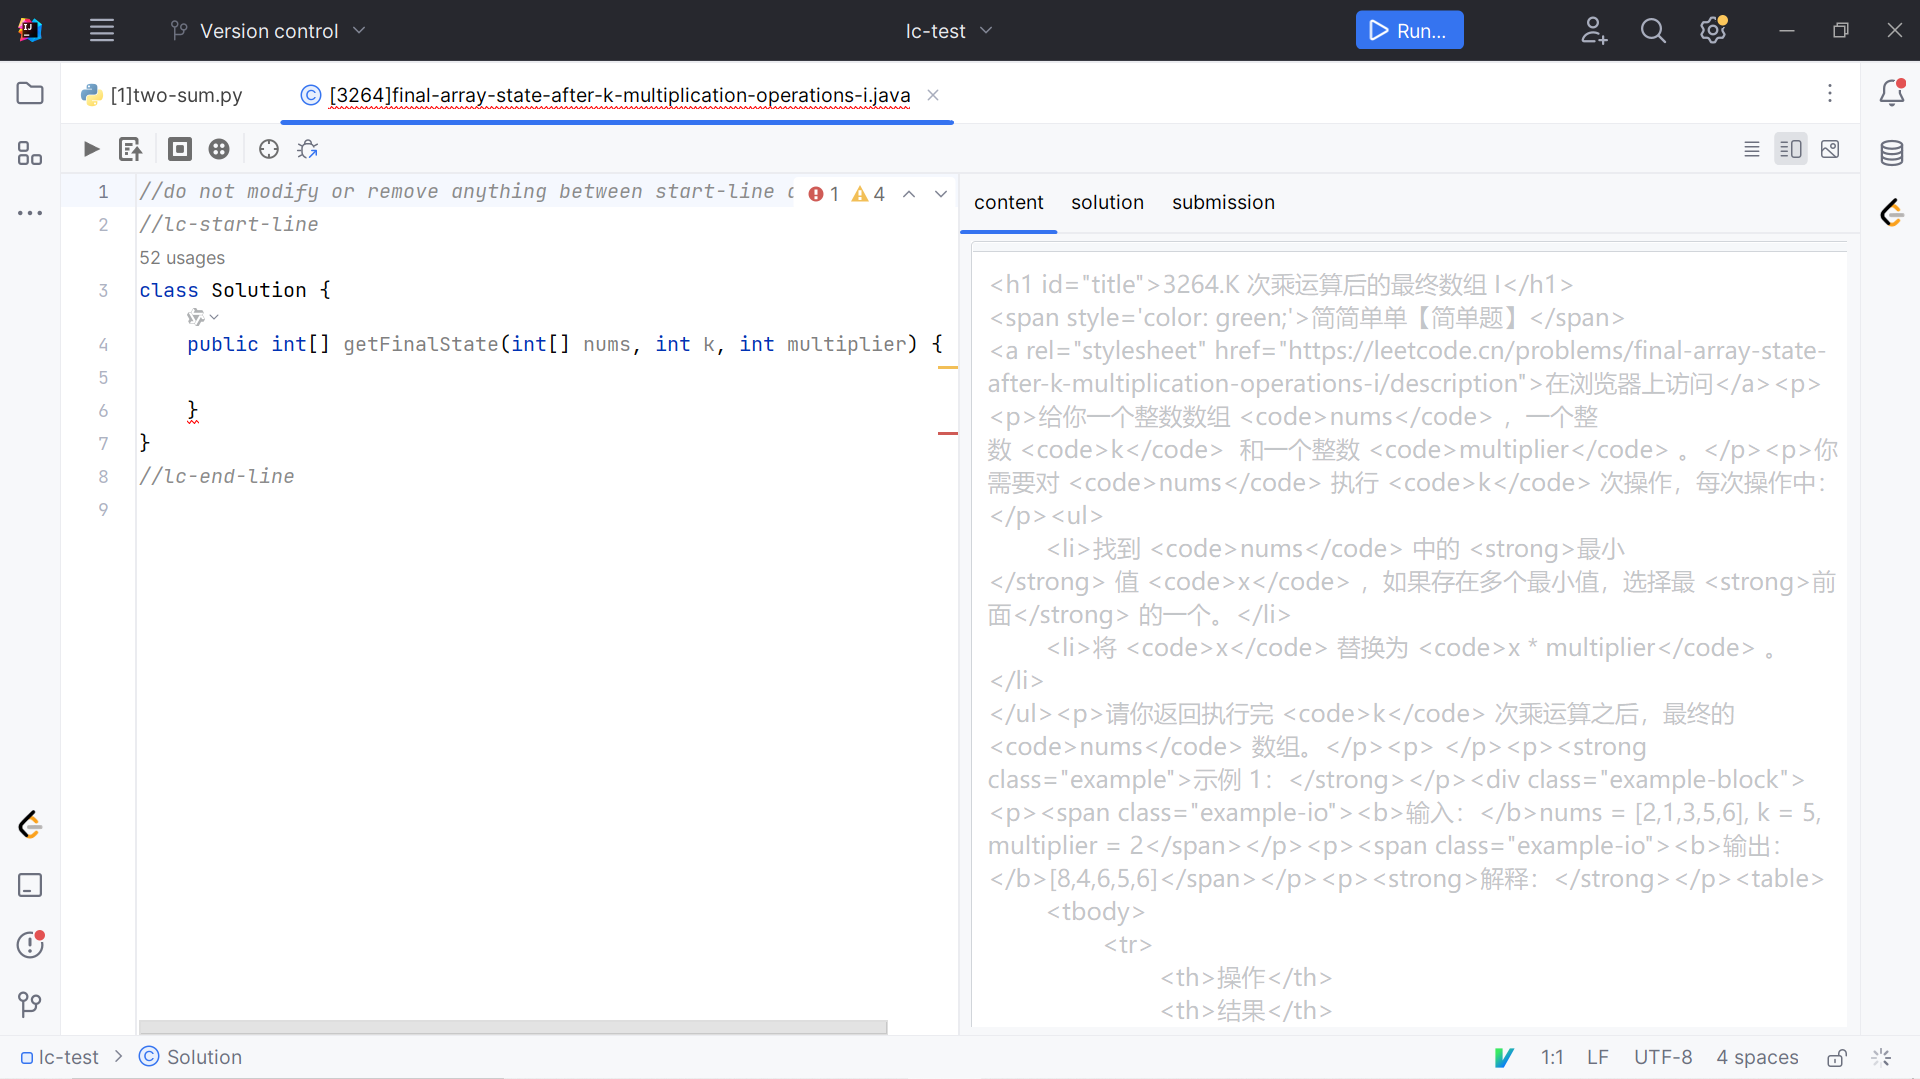 Version control
lc-test
Run...
[1]two-sum.py
[3264]final-array-state-after-k-multiplication-operations-i.java
1 //do not modify or remove anything between start-line
1 4
2 //lc-start-line
52 usages
3 class Solution {
4 public int[] getFinalState(int[] nums, int k, int multiplier) {
5
6 }
7 }
8 //lc-end-line
9
content solution submission
<h1 id="title">3264.K 次乘运算后的最终数组 I</h1>
<span style='color: green;'>简简单单【简单题】</span>
<a rel="stylesheet" href="https://leetcode.cn/problems/final-array-state-
after-k-multiplication-operations-i/description">在浏览器上访问</a><p>
<p>给你一个整数数组 <code>nums</code> ，一个整
数 <code>k</code> 和一个整数 <code>multiplier</code> 。</p><p>你
需要对 <code>nums</code> 执行 <code>k</code> 次操作，每次操作中：
</p><ul>
<li>找到 <code>nums</code> 中的 <strong>最小
</strong> 值 <code>x</code> ，如果存在多个最小值，选择最 <strong>前
面</strong> 的一个。</li>
<li>将 <code>x</code> 替换为 <code>x * multiplier</code> 。
</li>
</ul><p>请你返回执行完 <code>k</code> 次乘运算之后，最终的
<code>nums</code> 数组。</p><p> </p><p><strong
class="example">示例 1：</strong></p><div class="example-block">
<p><span class="example-io"><b>输入：</b>nums = [2,1,3,5,6], k = 5,
multiplier = 2</span></p><p><span class="example-io"><b>输出：
</b>[8,4,6,5,6]</span></p><p><strong>解释：</strong></p><table>
<tbody>
<tr>
<th>操作</th>
<th>结果</th>
lc-test > Solution
1:1 LF UTF-8 4 spaces